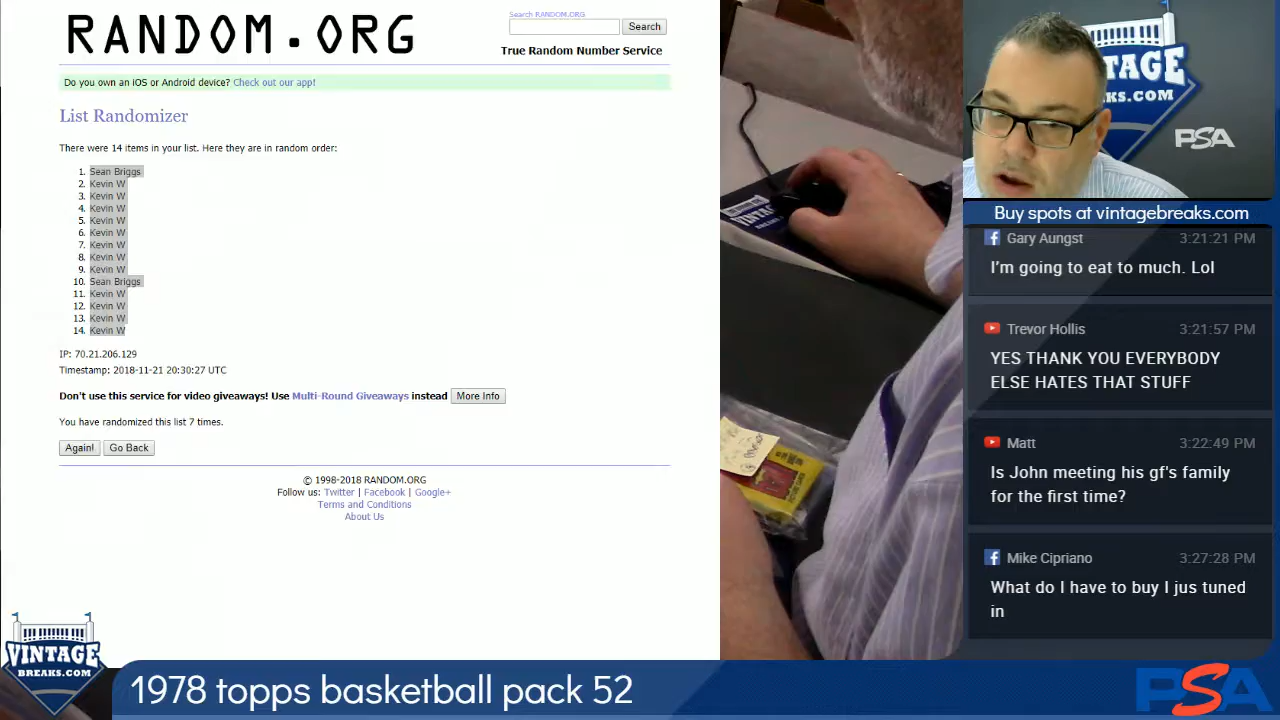 RANDOM.ORG
Search RANDOM.ORG
Search
True Random Number Service
Do you own an iOS or Android device? Check out our app!
List Randomizer
There were 14 items in your list. Here they are in random order:
1. Sean Briggs
2. Kevin W
3. Kevin W
4. Kevin W
5. Kevin W
6. Kevin W
7. Kevin W
8. Kevin W
9. Kevin W
10. Sean Briggs
11. Kevin W
12. Kevin W
13. Kevin W
14. Kevin W
IP: 70.21.206.129
Timestamp: 2018-11-21 20:30:27 UTC
Don't use this service for video giveaways! Use Multi-Round Giveaways instead More Info
You have randomized this list 7 times.
Again! Go Back
© 1998-2018 RANDOM.ORG
Follow us: Twitter | Facebook | Google+
Terms and Conditions
About Us
TAGE
KS.COM
PSA
Buy spots at vintagebreaks.com
Gary Aungst 3:21:21 PM
I'm going to eat to much. Lol
Trevor Hollis 3:21:57 PM
YES THANK YOU EVERYBODY
ELSE HATES THAT STUFF
Matt 3:22:49 PM
Is John meeting his gf's family
for the first time?
Mike Cipriano 3:27:28 PM
What do I have to buy I jus tuned
in
VINTAGE
BREAKS.COM
1978 topps basketball pack 52
PSA